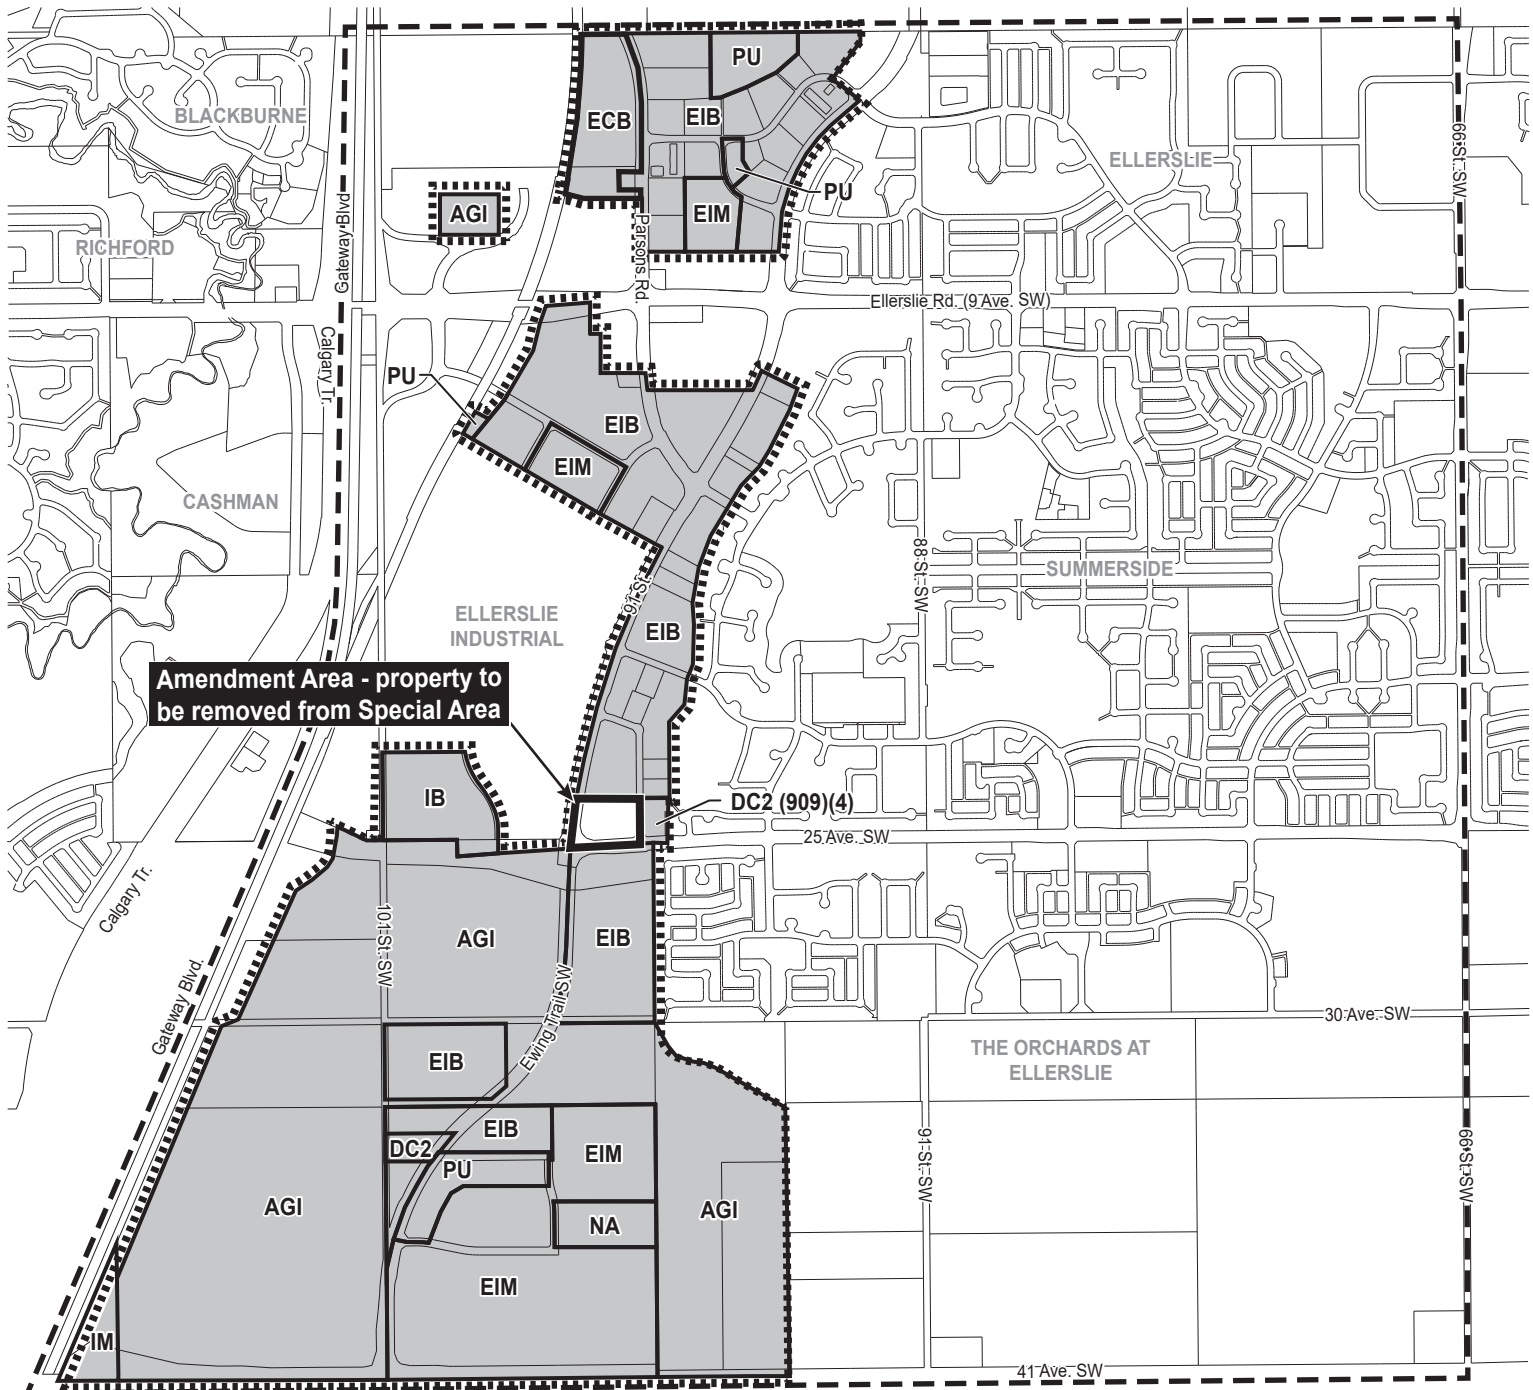 PU
BLACKBURNE
ECB
EIB
66 St. SW
ELLERSLIE
PU
AGI
EIM
RICHFORD
Gateway Blvd
Parsons Rd.
Ellerslie Rd. (9 Ave. SW)
Calgary Tr.
PU
EIB
EIM
CASHMAN
88 St. SW
SUMMERSIDE
91 St.
ELLERSLIE
INDUSTRIAL
EIB
Amendment Area - property to
be removed from Special Area
IB
DC2 (909)(4)
25 Ave. SW
Calgary Tr.
101 St. SW
AGI
EIB
Gateway Blvd.
Ewing Trail SW
30 Ave. SW
THE ORCHARDS AT
ELLERSLIE
EIB
EIB
DC2
EIM
PU
91 St. SW
66 St. SW
AGI
AGI
NA
EIM
IM
41 Ave. SW